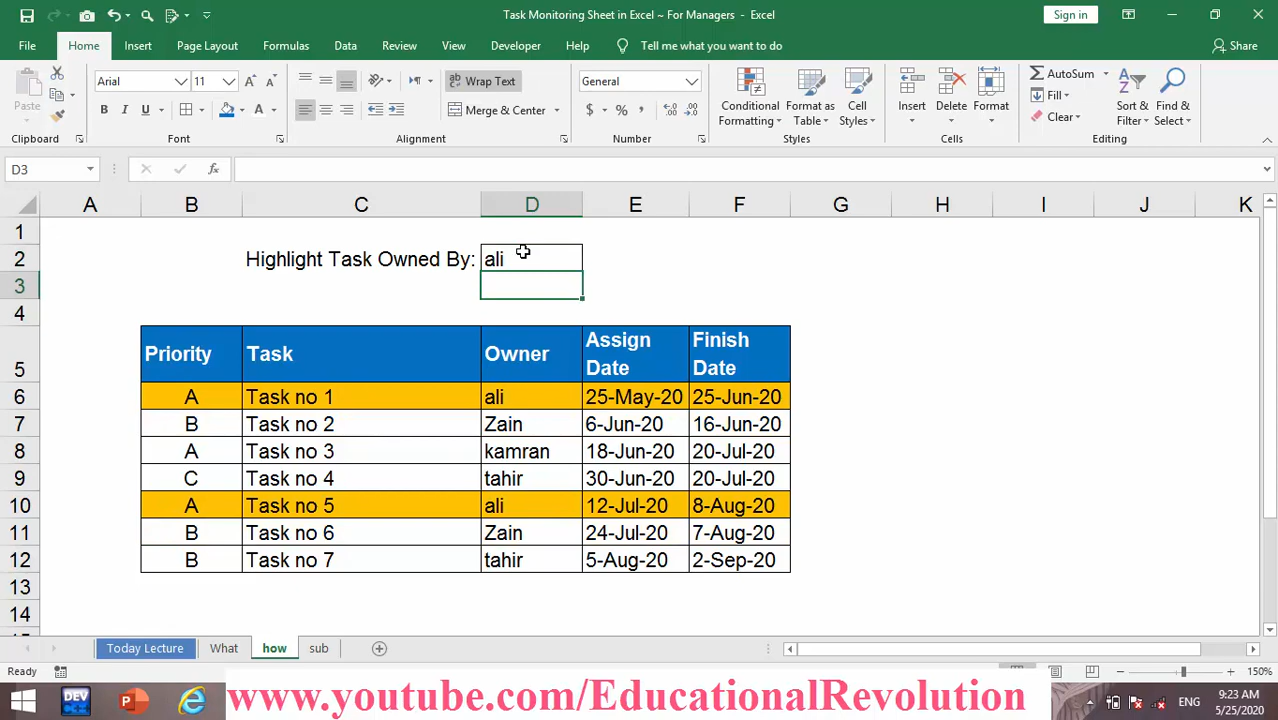 Task Monitoring Sheet in Excel ~ For Managers - Excel
Sign in
File Home Insert Page Layout Formulas Data Review View Developer Help Tell me what you want to do Share
Paste
Arial 11
Wrap Text
General
Merge & Center
Conditional Formatting
Format as Table
Cell Styles
Insert Delete Format
AutoSum
Fill
Clear
Sort & Filter
Find & Select
Clipboard Font Alignment Number Styles Cells Editing
D3
A B C D E F G H I J K
1
2 Highlight Task Owned By: ali
3
4
5 Priority Task Owner Assign Date Finish Date
6 A Task no 1 ali 25-May-20 25-Jun-20
7 B Task no 2 Zain 6-Jun-20 16-Jun-20
8 A Task no 3 kamran 18-Jun-20 20-Jul-20
9 C Task no 4 tahir 30-Jun-20 20-Jul-20
10 A Task no 5 ali 12-Jul-20 8-Aug-20
11 B Task no 6 Zain 24-Jul-20 7-Aug-20
12 B Task no 7 tahir 5-Aug-20 2-Sep-20
13
14
Today Lecture What how sub
Ready 150%
DEV
www.youtube.com/EducationalRevolution
ENG
9:23 AM
5/25/2020